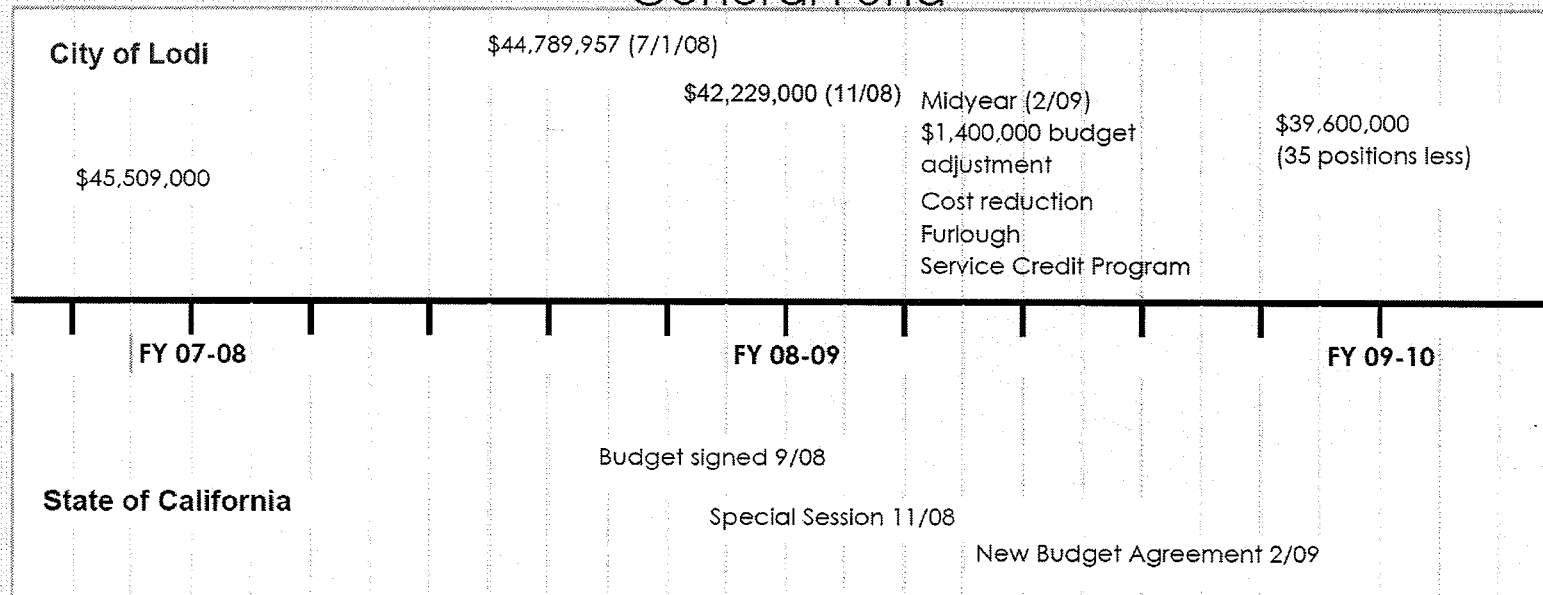 General Fund
City of Lodi
$44,789,957 (7/1/08)
$42,229,000 (11/08)
Midyear (2/09)
$1,400,000 budget
adjustment
Cost reduction
Furlough
Service Credit Program
$39,600,000
(35 positions less)
$45,509,000
FY 07-08
FY 08-09
FY 09-10
Budget signed 9/08
State of California
Special Session 11/08
New Budget Agreement 2/09